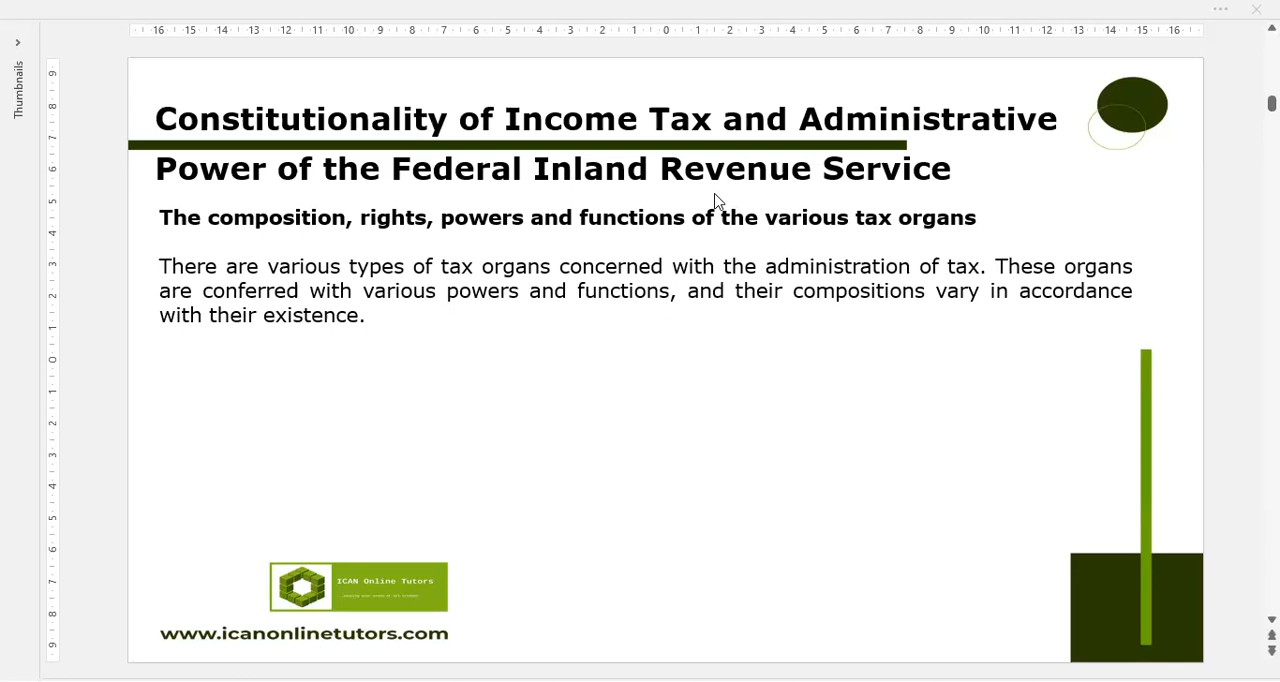 Thumbnails
Constitutionality of Income Tax and Administrative
Power of the Federal Inland Revenue Service
The composition, rights, powers and functions of the various tax organs
There are various types of tax organs concerned with the administration of tax. These organs
are conferred with various powers and functions, and their compositions vary in accordance
with their existence.
ICAN Online Tutors
www.icanonlinetutors.com